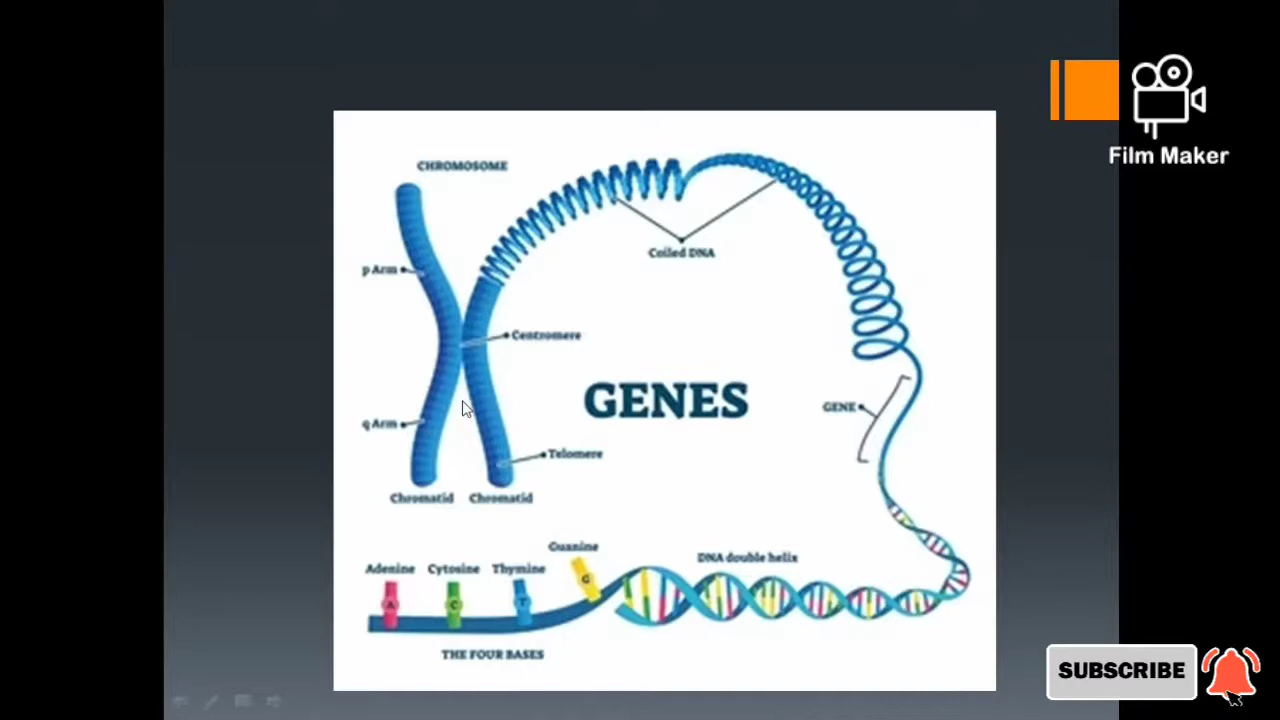 Film Maker
CHROMOSOME
p Arm
Coiled DNA
Centromere
GENES
GENE
q Arm
Telomere
Chromatid Chromatid
Guanine
DNA double helix
Adenine Cytosine Thymine
G
A C T
THE FOUR BASES
SUBSCRIBE